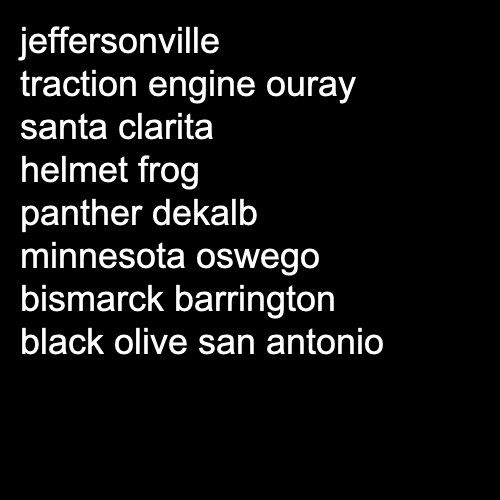 jeffersonville
traction engine ouray
santa clarita
helmet frog
panther dekalb
minnesota oswego
bismarck barrington
black olive san antonio